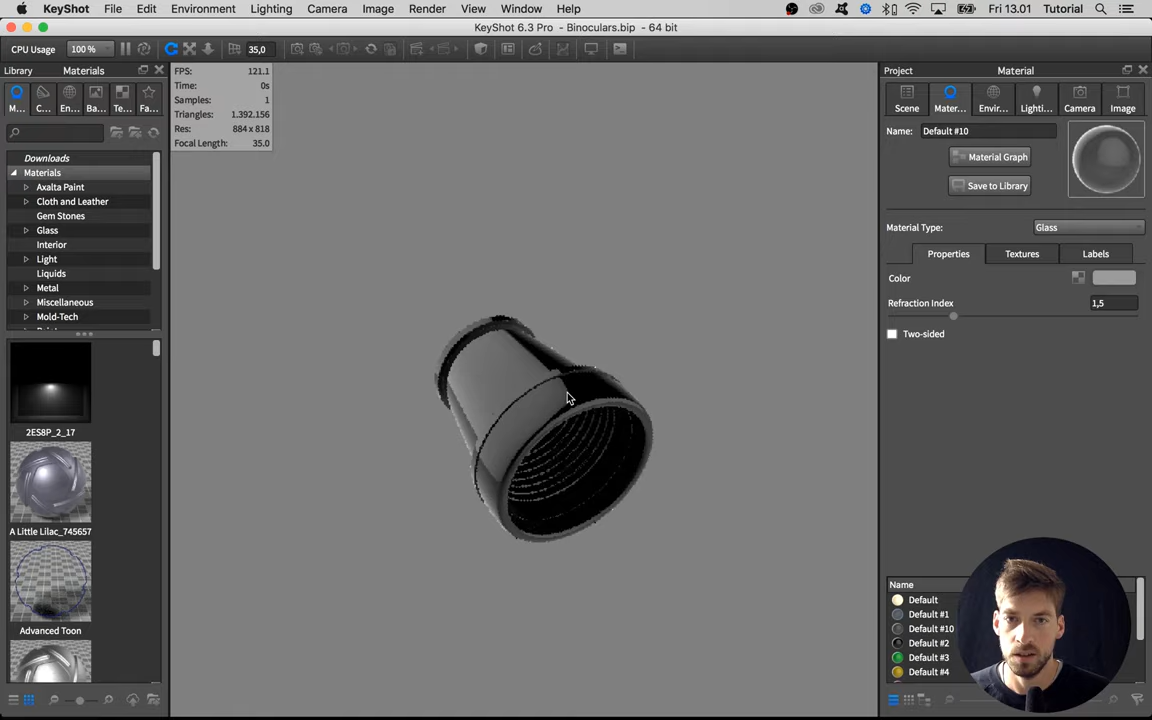 KeyShot File Edit Environment Lighting Camera Image Render View Window Help Fri 13.01 Tutorial
KeyShot 6.3 Pro - Binoculars.bip - 64 bit
CPU Usage 100 % 35,0
Library Materials
M... C... En... Ba... Te... Fa...
Downloads
Materials
Axalta Paint
Cloth and Leather
Gem Stones
Glass
Interior
Light
Liquids
Metal
Miscellaneous
Mold-Tech
2ES8P_2_17
A Little Lilac_745657
Advanced Toon
FPS: 121.1
Time: 0s
Samples: 1
Triangles: 1.392.156
Res: 884 x 818
Focal Length: 35.0
Project Material
Scene Mater... Envir... Lighti... Camera Image
Name: Default #10
Material Graph
Save to Library
Material Type: Glass
Properties Textures Labels
Color
Refraction Index 1,5
Two-sided
Name
Default
Default #1
Default #10
Default #2
Default #3
Default #4